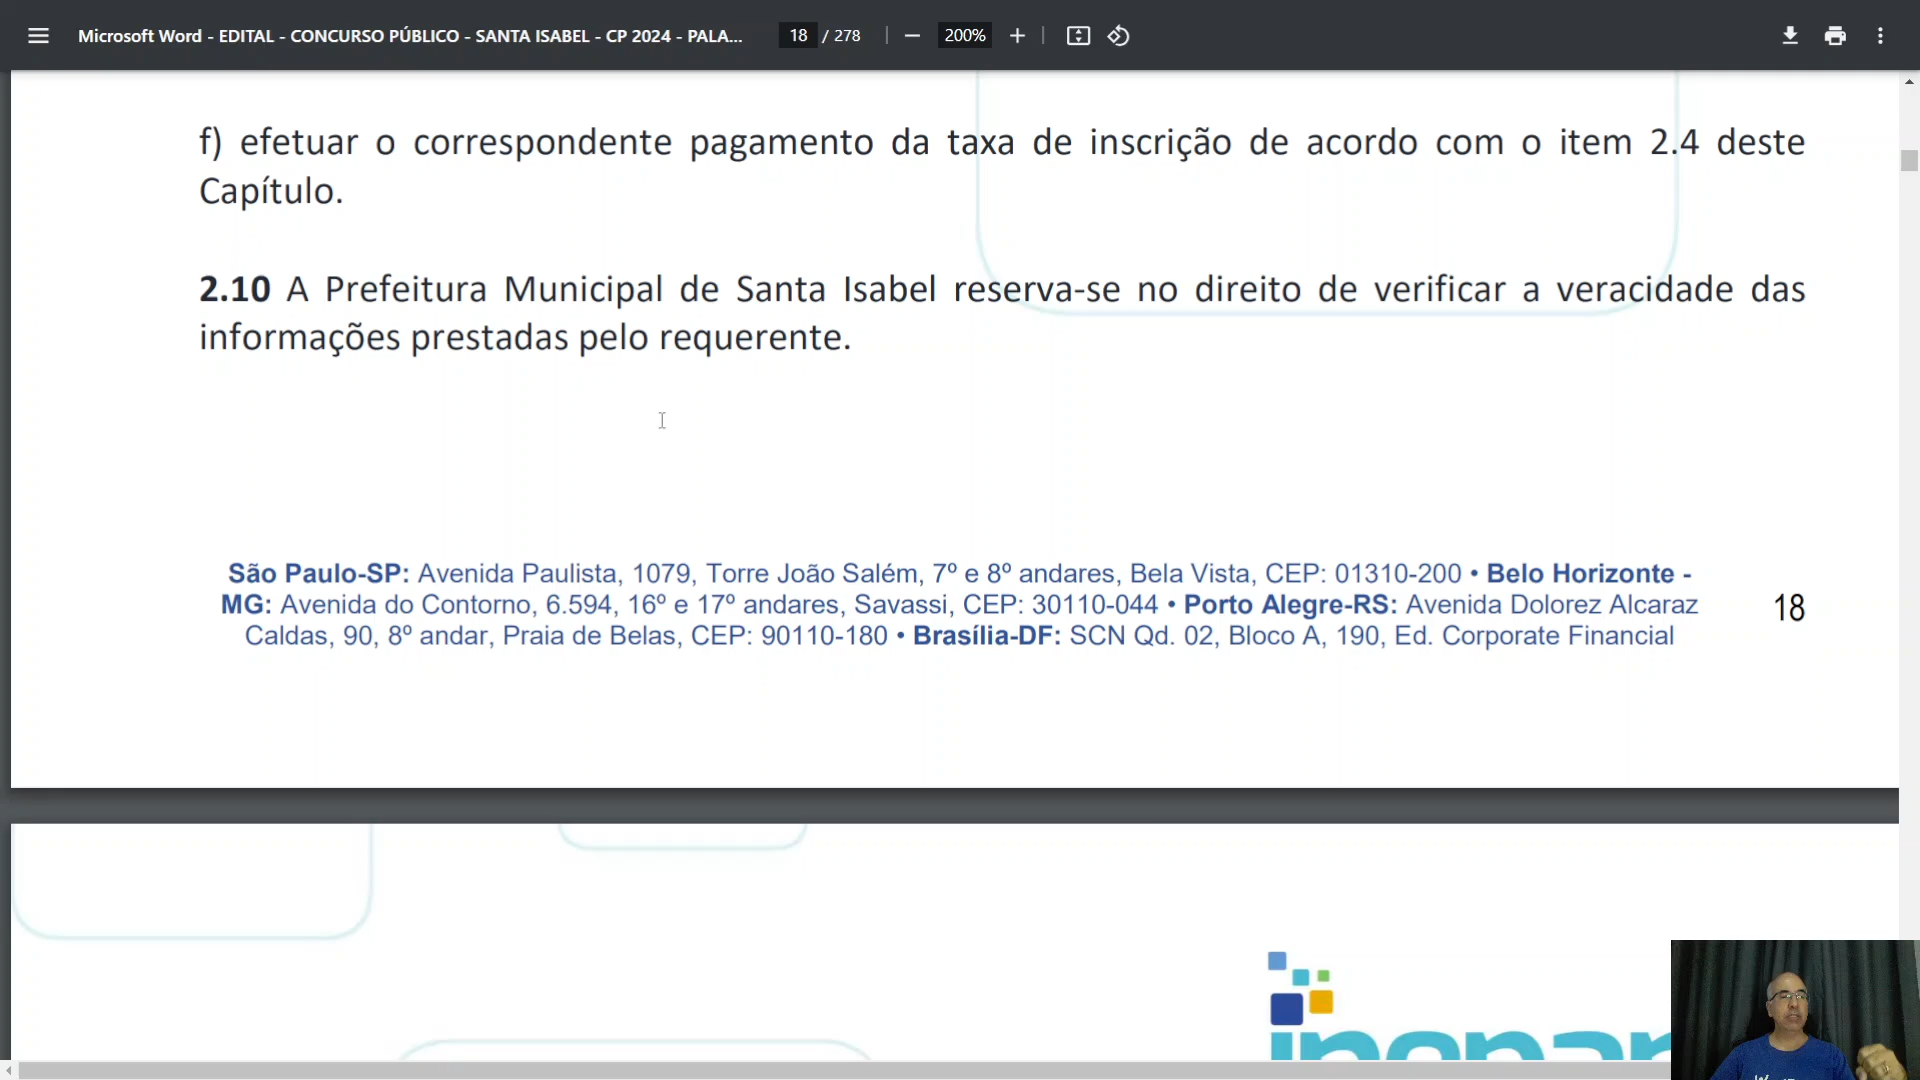 Microsoft Word - EDITAL - CONCURSO PÚBLICO - SANTA ISABEL - CP 2024 - PALA...
18 / 278
200%
f) efetuar o correspondente pagamento da taxa de inscrição de acordo com o item 2.4 deste
Capítulo.
2.10 A Prefeitura Municipal de Santa Isabel reserva-se no direito de verificar a veracidade das
informações prestadas pelo requerente.
São Paulo-SP: Avenida Paulista, 1079, Torre João Salém, 7º e 8º andares, Bela Vista, CEP: 01310-200 • Belo Horizonte -
MG: Avenida do Contorno, 6.594, 16º e 17º andares, Savassi, CEP: 30110-044 • Porto Alegre-RS: Avenida Dolorez Alcaraz
Caldas, 90, 8º andar, Praia de Belas, CEP: 90110-180 • Brasília-DF: SCN Qd. 02, Bloco A, 190, Ed. Corporate Financial
18